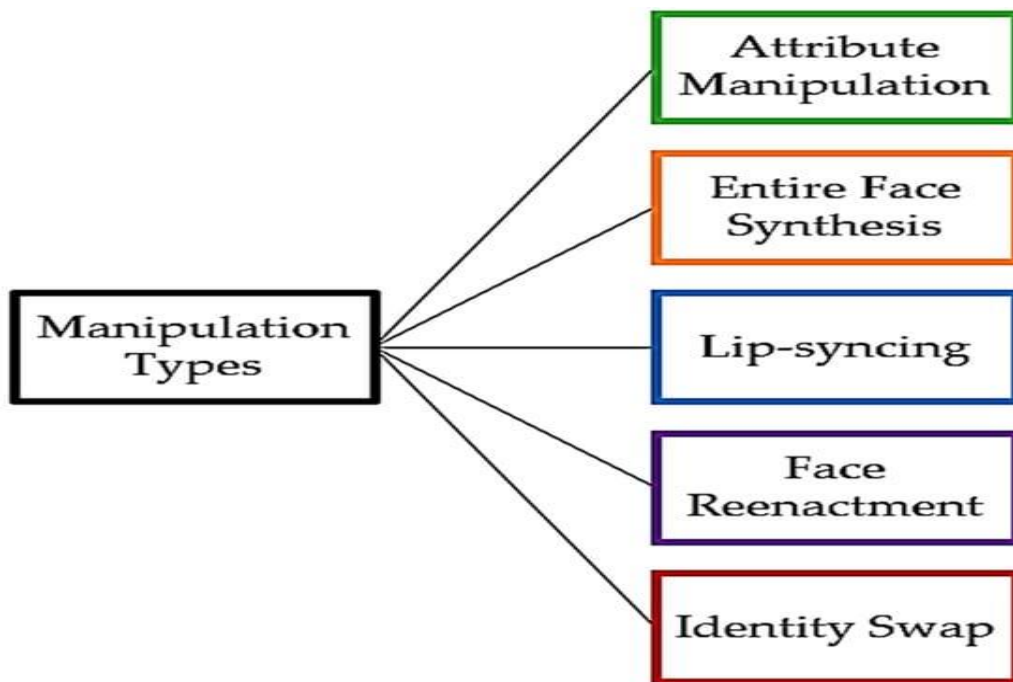 Attribute
Manipulation
Entire Face
Synthesis
Manipulation
Types
Lip-syncing
Face
Reenactment
Identity Swap